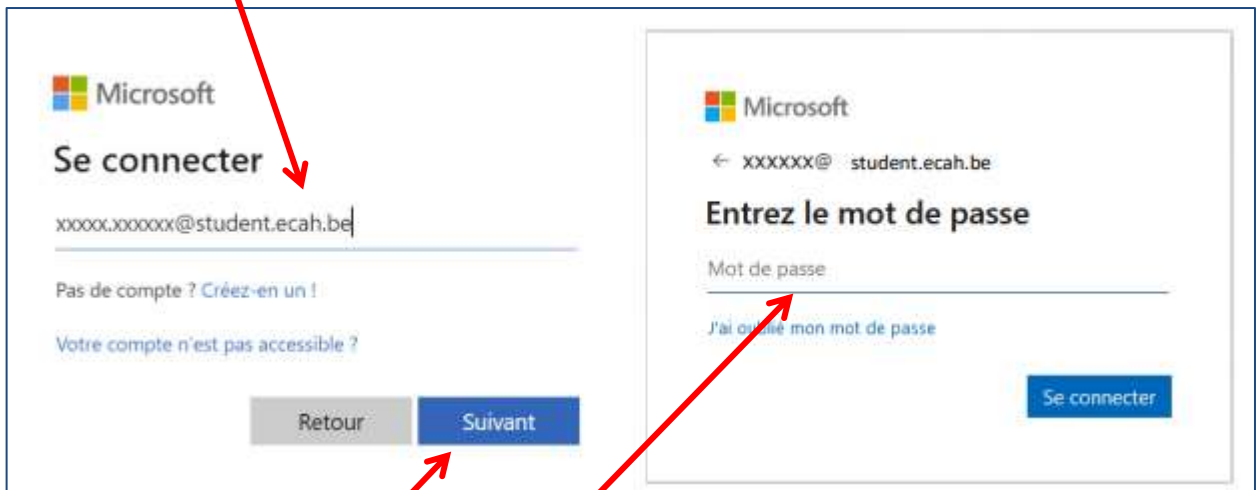 Microsoft
Se connecter
xxxxx.xxxxxx@student.ecah.be
Pas de compte ? Créez-en un !
Votre compte n'est pas accessible ?
Retour
Suivant
Microsoft
← XXXXXX@ student.ecah.be
Entrez le mot de passe
Mot de passe
J'ai oublié mon mot de passe
Se connecter